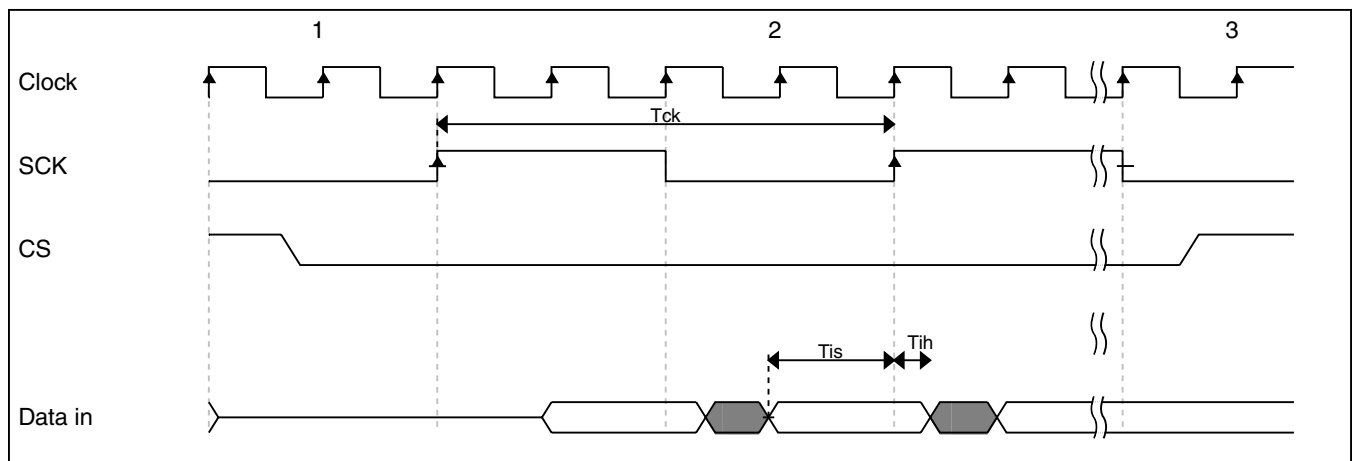 1 2 3
Clock
Tck
SCK
CS
Tis Tih
Data in